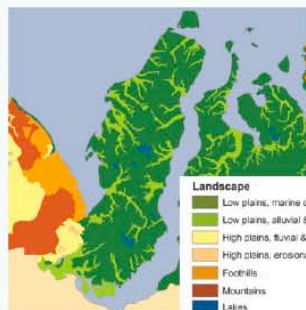 Landscape
Low plains, marine
Low plains, alluvial &
High plains, fluvial &
High plains, erosiona
Foothills
Mountains
Lakes